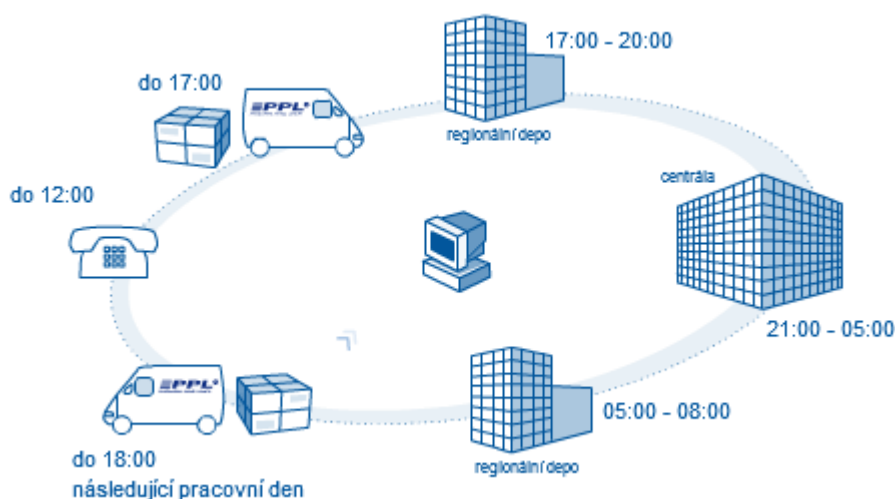 17:00 - 20:00
do 17:00
PPL
regionální depo
centrála
do 12:00
21:00 - 05:00
PPL
05:00 - 08:00
do 18:00
regionální depo
následující pracovní den